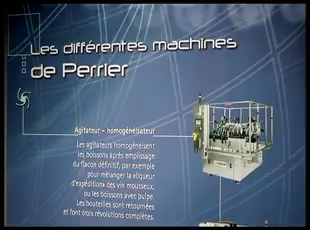 Les différentes machines
de Perrier
Agitateur – homogénéisateur
Les agitateurs homogénéisent
les boissons après emplissage
du flacon définitif, par exemple
pour mélanger la «liqueur
d'expédition» des vin mousseux,
ou les boissons avec pulpe.
Les bouteilles sont retournées
et font trois révolutions complètes.